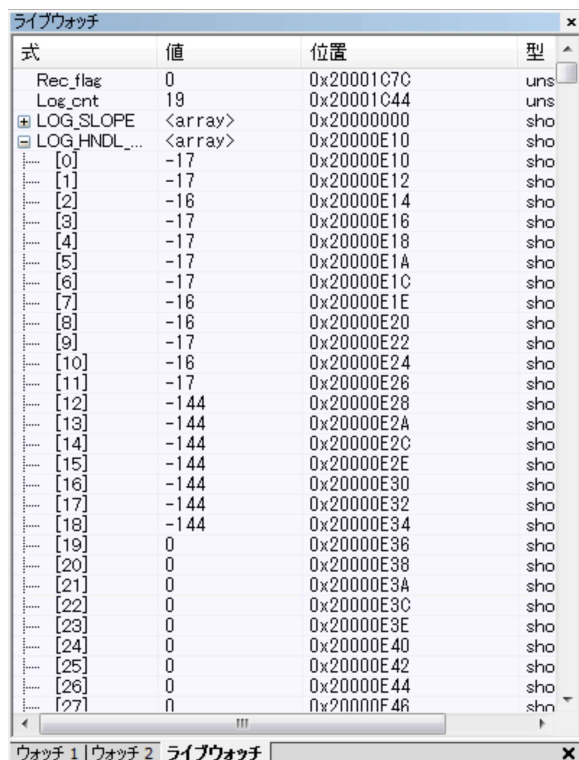 ライブウォッチ
式 値 位置 型
Rec_flag 0 0x20001C7C uns
Log_cnt 19 0x20001C44 uns
LOG_SLOPE <array> 0x20000000 sho
LOG_HNDL_... <array> 0x20000E10 sho
[0] -17 0x20000E10 sho
[1] -17 0x20000E12 sho
[2] -16 0x20000E14 sho
[3] -17 0x20000E16 sho
[4] -17 0x20000E18 sho
[5] -17 0x20000E1A sho
[6] -17 0x20000E1C sho
[7] -16 0x20000E1E sho
[8] -16 0x20000E20 sho
[9] -17 0x20000E22 sho
[10] -16 0x20000E24 sho
[11] -17 0x20000E26 sho
[12] -144 0x20000E28 sho
[13] -144 0x20000E2A sho
[14] -144 0x20000E2C sho
[15] -144 0x20000E2E sho
[16] -144 0x20000E30 sho
[17] -144 0x20000E32 sho
[18] -144 0x20000E34 sho
[19] 0 0x20000E36 sho
[20] 0 0x20000E38 sho
[21] 0 0x20000E3A sho
[22] 0 0x20000E3C sho
[23] 0 0x20000E3E sho
[24] 0 0x20000E40 sho
[25] 0 0x20000E42 sho
[26] 0 0x20000E44 sho
[27] 0 0x20000E46 sho
ウォッチ 1 ウォッチ 2 ライブウォッチ